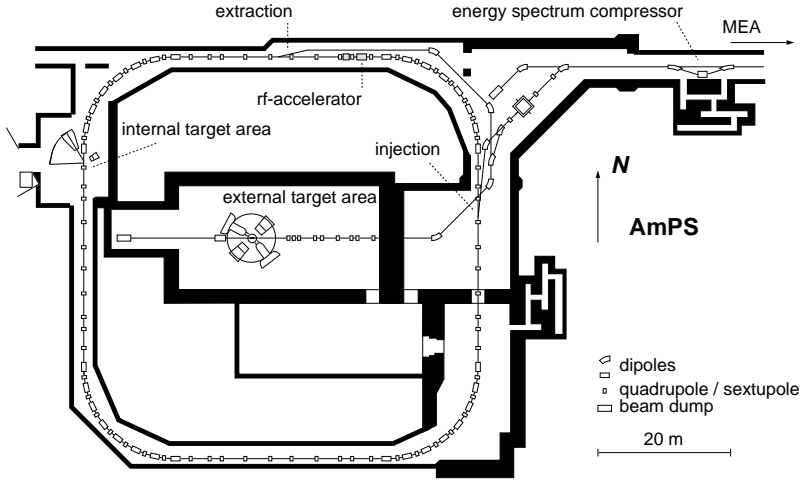 extraction
energy spectrum compressor
MEA
rf-accelerator
internal target area
injection
N
external target area
AmPS
dipoles
quadrupole / sextupole
beam dump
20 m